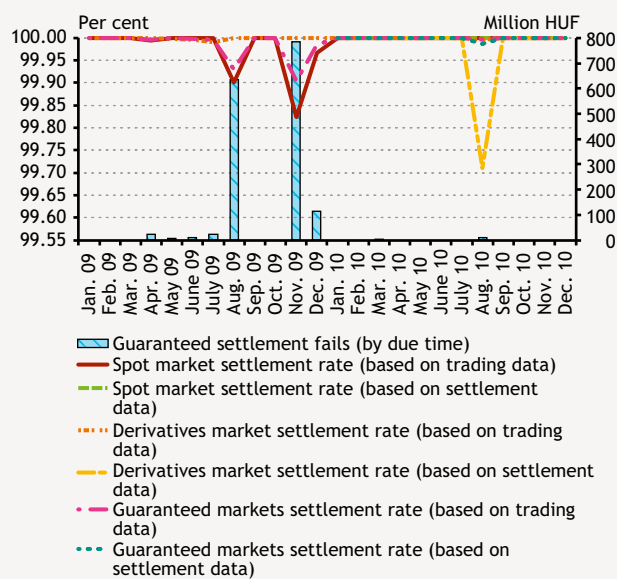 Per cent
Million HUF
100.00
99.95
99.90
99.85
99.80
99.75
99.70
99.65
99.60
99.55
800
700
600
500
400
300
200
100
0
Jan. 09
Feb. 09
Mar. 09
Apr. 09
May 09
June 09
July 09
Aug. 09
Sep. 09
Oct. 09
Nov. 09
Dec. 09
Jan. 10
Feb. 10
Mar. 10
Apr. 10
May 10
June 10
July 10
Aug. 10
Sep. 10
Oct. 10
Nov. 10
Dec. 10
Guaranteed settlement fails (by due time)
Spot market settlement rate (based on trading data)
Spot market settlement rate (based on settlement
data)
Derivatives market settlement rate (based on trading
data)
Derivatives market settlement rate (based on settlement
data)
Guaranteed markets settlement rate (based on trading
data)
Guaranteed markets settlement rate (based on
settlement data)